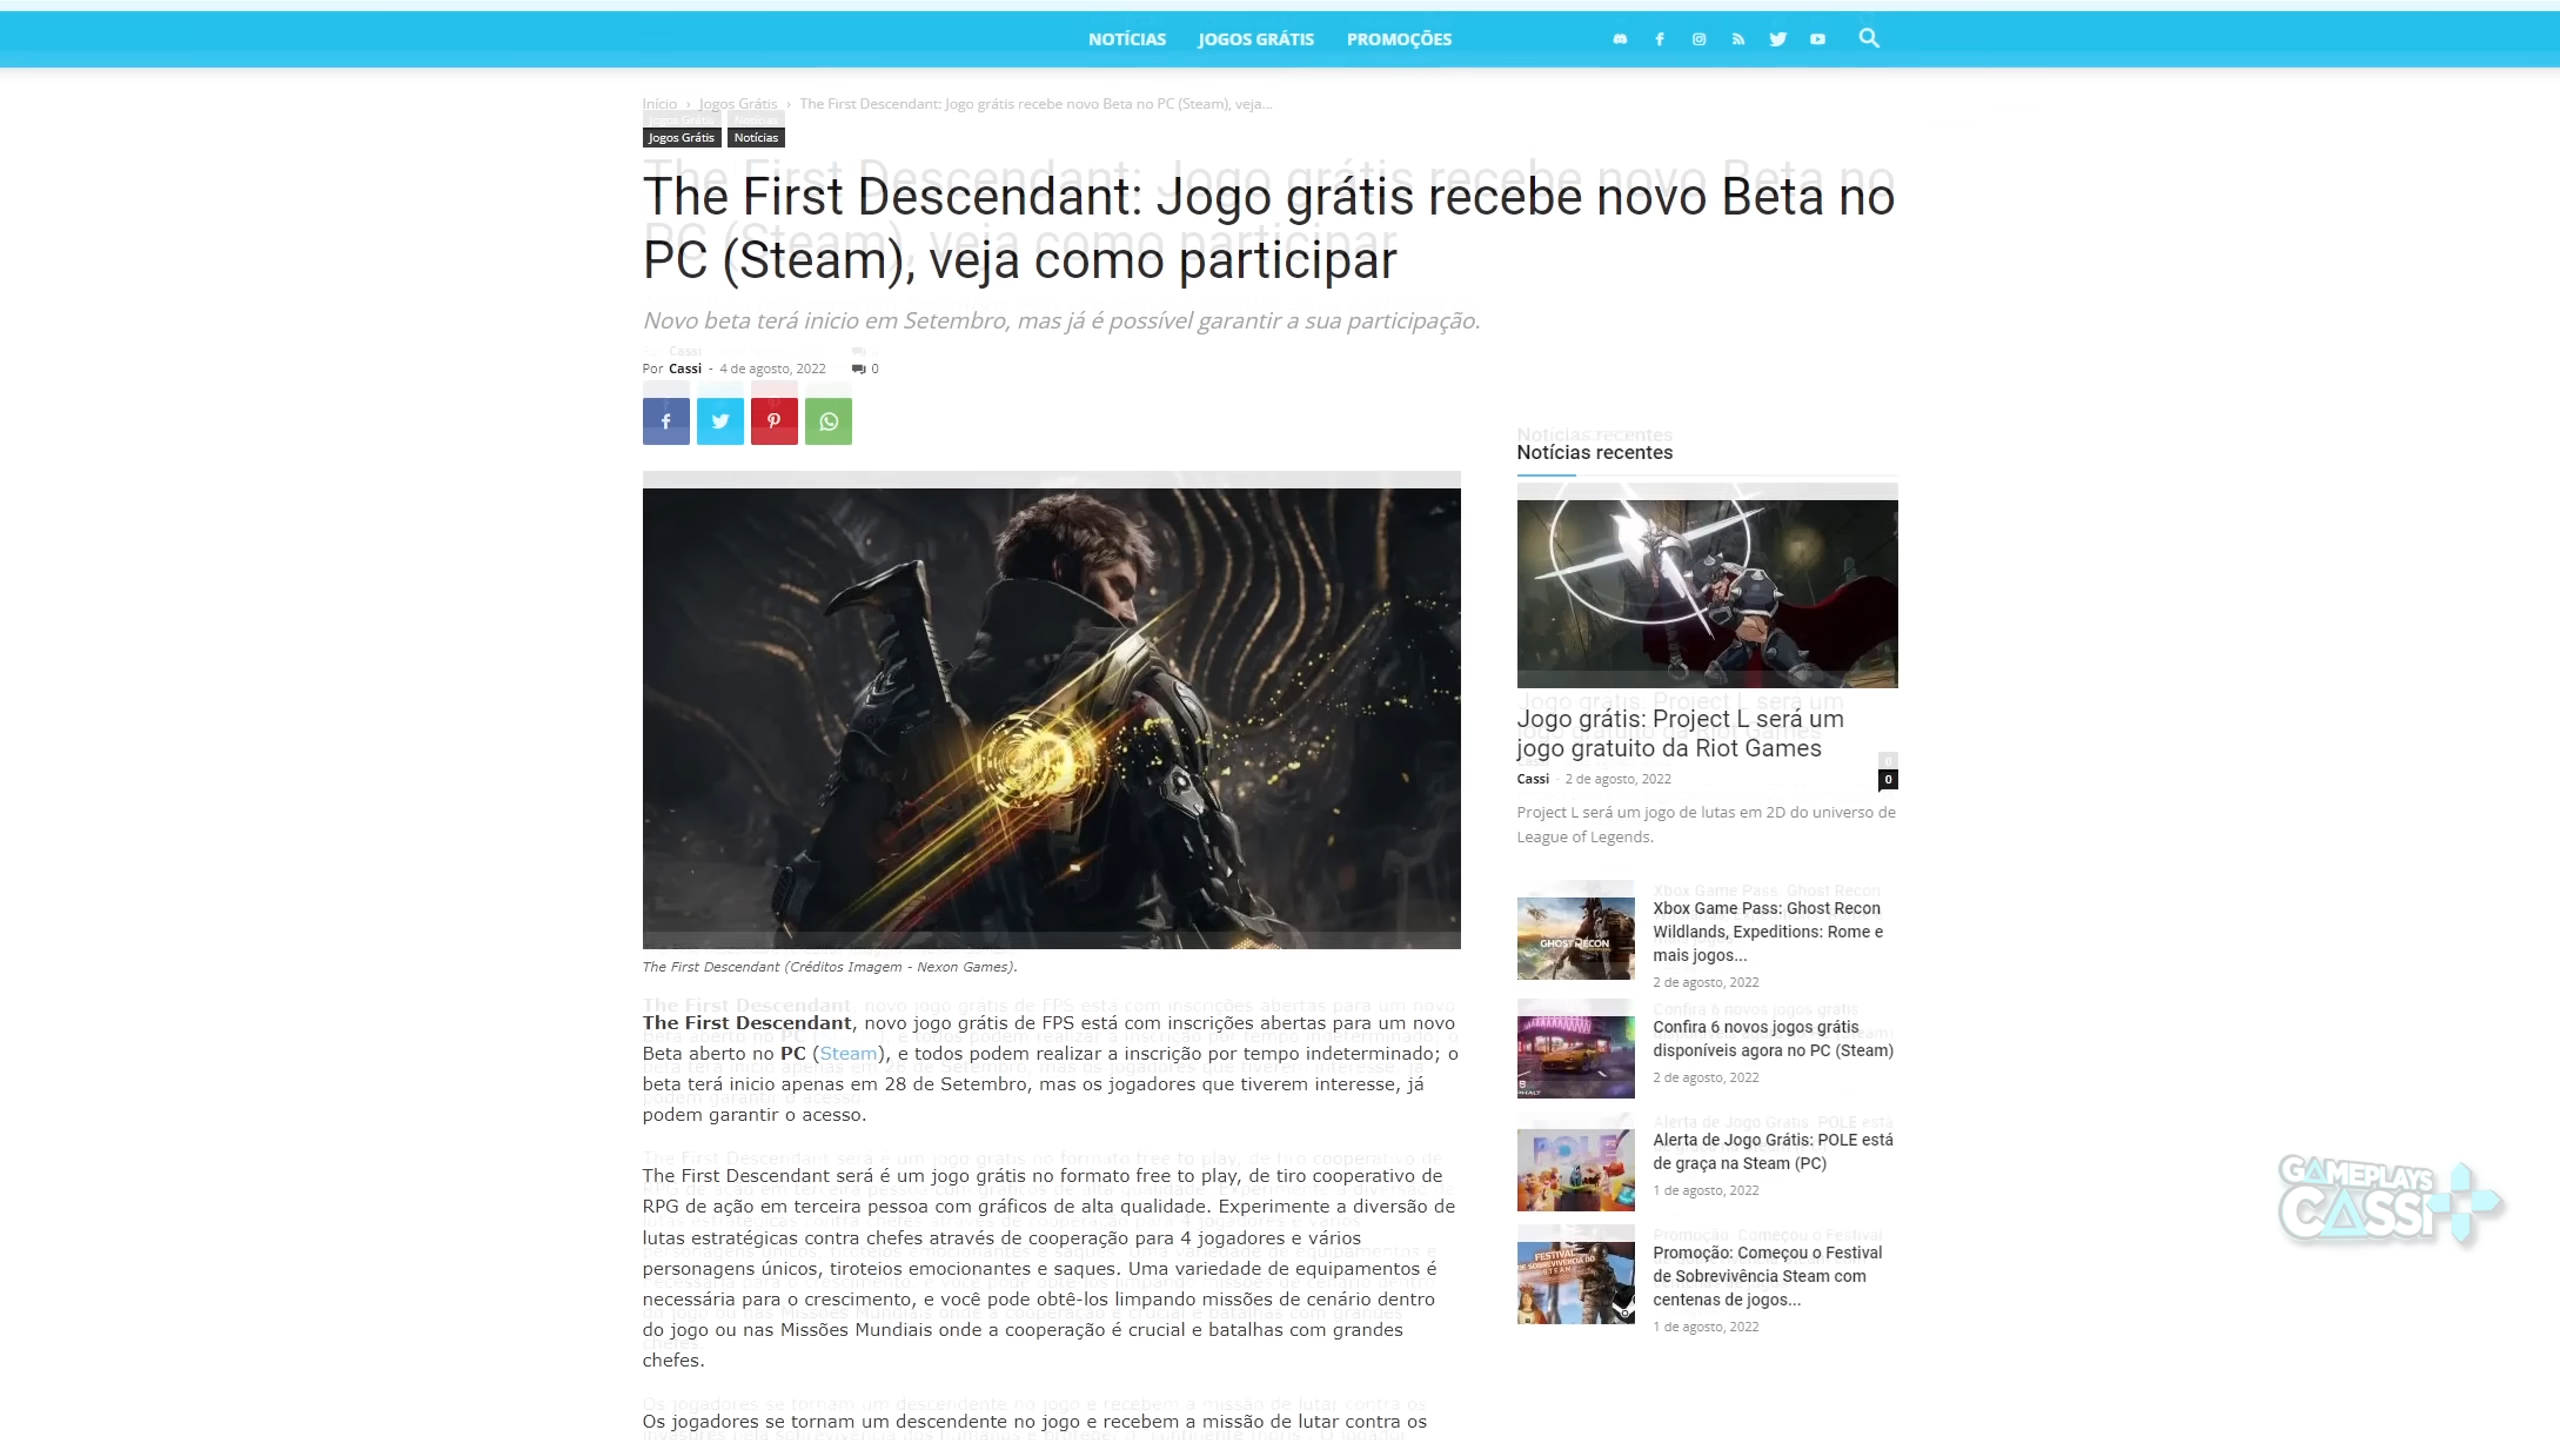 NOTÍCIAS JOGOS GRÁTIS PROMOÇÕES
Início › Jogos Grátis › The First Descendant: Jogo grátis recebe novo Beta no PC (Steam), veja...
Jogos Grátis Notícias
The First Descendant: Jogo grátis recebe novo Beta no
PC (Steam), veja como participar
Novo beta terá inicio em Setembro, mas já é possível garantir a sua participação.
Por Cassi - 4 de agosto, 2022 0
The First Descendant (Créditos Imagem - Nexon Games).
The First Descendant, novo jogo grátis de FPS está com inscrições abertas para um novo
Beta aberto no PC (Steam), e todos podem realizar a inscrição por tempo indeterminado; o
beta terá inicio apenas em 28 de Setembro, mas os jogadores que tiverem interesse, já
podem garantir o acesso.
The First Descendant será é um jogo grátis no formato free to play, de tiro cooperativo de
RPG de ação em terceira pessoa com gráficos de alta qualidade. Experimente a diversão de
lutas estratégicas contra chefes através de cooperação para 4 jogadores e vários
personagens únicos, tiroteios emocionantes e saques. Uma variedade de equipamentos é
necessária para o crescimento, e você pode obtê-los limpando missões de cenário dentro
do jogo ou nas Missões Mundiais onde a cooperação é crucial e batalhas com grandes
chefes.
Os jogadores se tornam um descendente no jogo e recebem a missão de lutar contra os
Notícias recentes
Jogo grátis: Project L será um
jogo gratuito da Riot Games
Cassi - 2 de agosto, 2022 0
Project L será um jogo de lutas em 2D do universo de
League of Legends.
GHOST RECON
Xbox Game Pass: Ghost Recon
Wildlands, Expeditions: Rome e
mais jogos...
2 de agosto, 2022
Confira 6 novos jogos grátis
disponíveis agora no PC (Steam)
2 de agosto, 2022
POLE
Alerta de Jogo Grátis: POLE está
de graça na Steam (PC)
1 de agosto, 2022
FESTIVAL
DE SOBREVIVÊNCIA DO
STEAM
Promoção: Começou o Festival
de Sobrevivência Steam com
centenas de jogos...
1 de agosto, 2022
GAMEPLAYS
CASSI